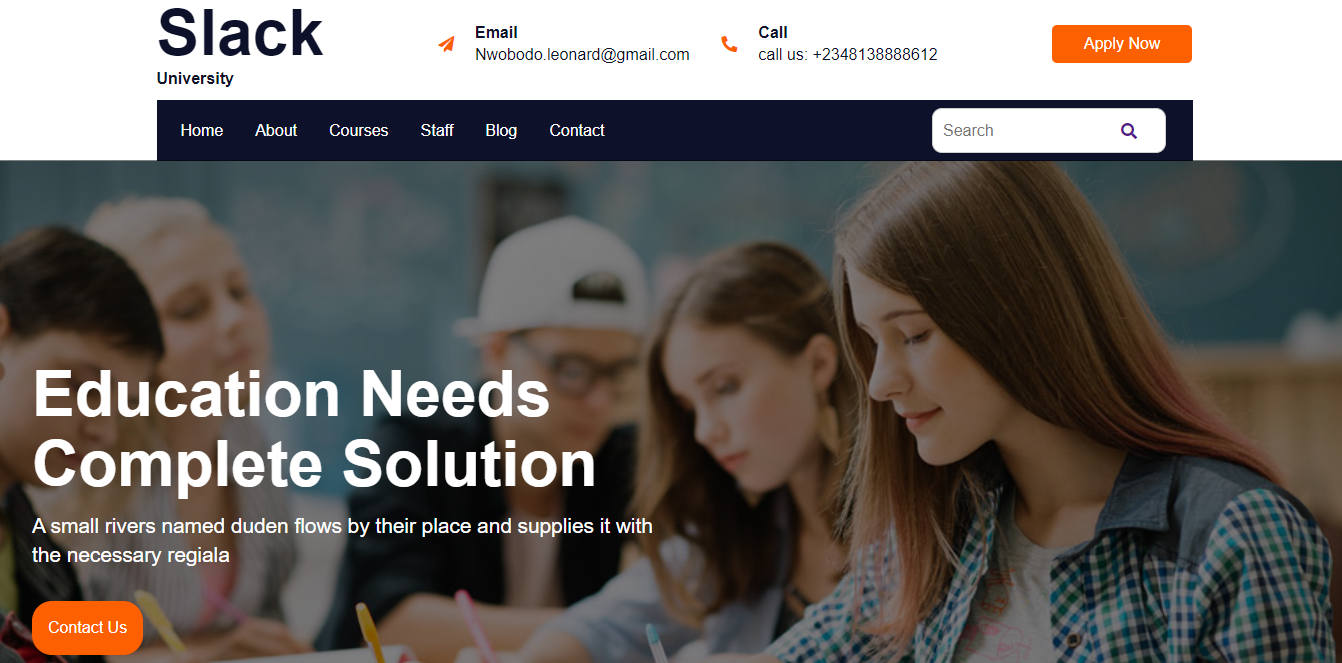 Slack
University
Email
Nwobodo.leonard@gmail.com
Call
call us: +2348138888612
Apply Now
Home
About
Courses
Staff
Blog
Contact
Search
Education Needs
Complete Solution
A small rivers named duden flows by their place and supplies it with
the necessary regiala
Contact Us